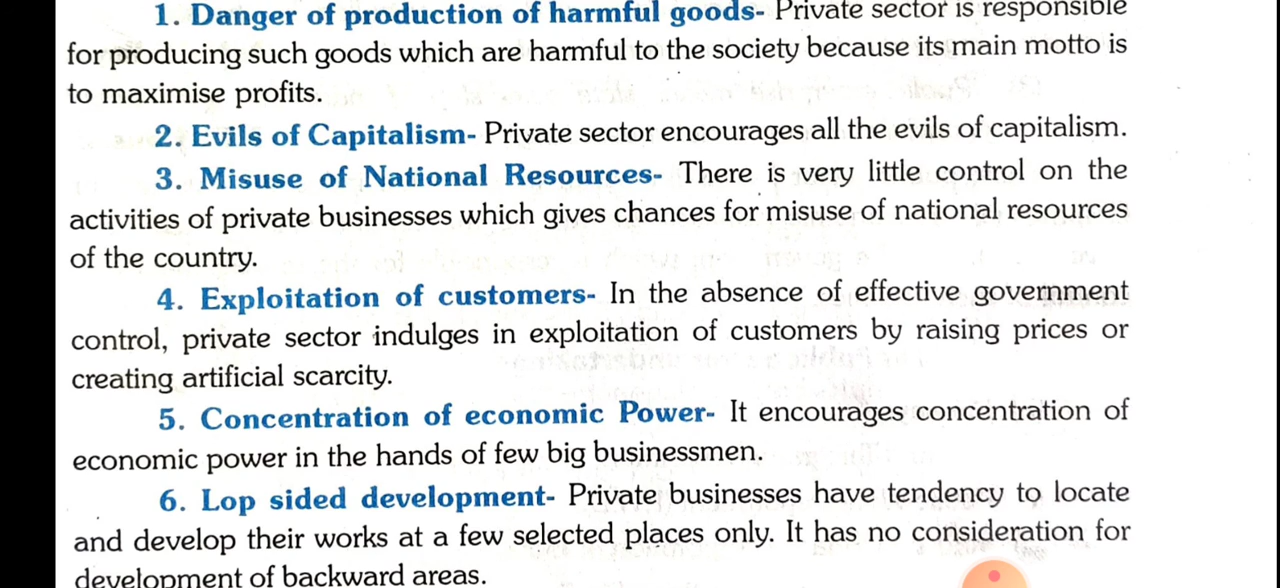 1. Danger of production of harmful goods- Private sector is responsible
for producing such goods which are harmful to the society because its main motto is
to maximise profits.
2. Evils of Capitalism- Private sector encourages all the evils of capitalism.
3. Misuse of National Resources- There is very little control on the
activities of private businesses which gives chances for misuse of national resources
of the country.
4. Exploitation of customers- In the absence of effective government
control, private sector indulges in exploitation of customers by raising prices or
creating artificial scarcity.
5. Concentration of economic Power- It encourages concentration of
economic power in the hands of few big businessmen.
6. Lop sided development- Private businesses have tendency to locate
and develop their works at a few selected places only. It has no consideration for
development of backward areas.